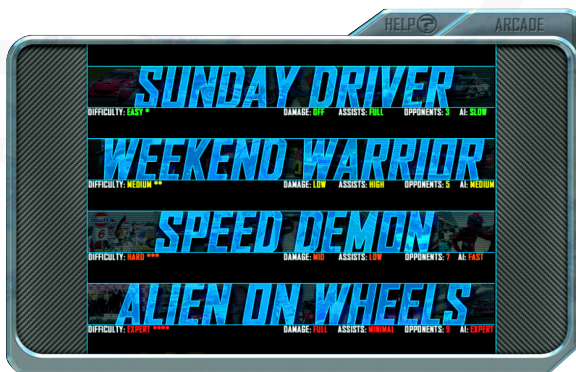 HELP? ARCADE
SUNDAY DRIVER
DIFFICULTY: EASY * DAMAGE: OFF ASSISTS: FULL OPPONENTS: 3 AI: SLOW
WEEKEND WARRIOR
DIFFICULTY: MEDIUM ** DAMAGE: LOW ASSISTS: HIGH OPPONENTS: 5 AI: MEDIUM
SPEED DEMON
DIFFICULTY: HARD *** DAMAGE: MID ASSISTS: LOW OPPONENTS: 7 AI: FAST
ALIEN ON WHEELS
DIFFICULTY: EXPERT **** DAMAGE: FULL ASSISTS: MINIMAL OPPONENTS: 9 AI: EXPERT